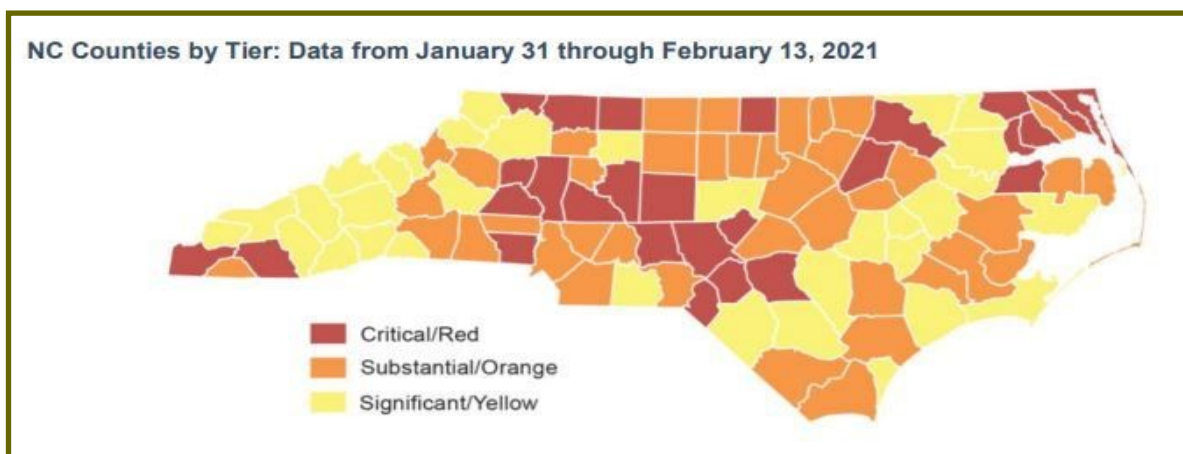 NC Counties by Tier: Data from January 31 through February 13, 2021
Critical/Red
Substantial/Orange
Significant/Yellow